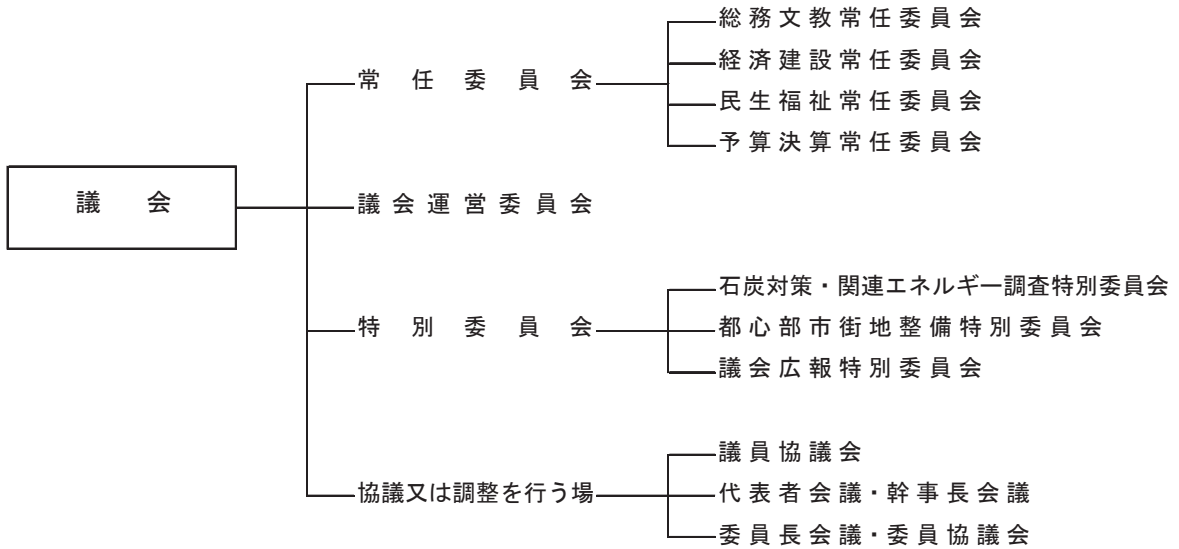 議会
常任委員会
総務文教常任委員会
経済建設常任委員会
民生福祉常任委員会
予算決算常任委員会
議会運営委員会
特別委員会
石炭対策・関連エネルギー調査特別委員会
都心部市街地整備特別委員会
議会広報特別委員会
協議又は調整を行う場
議員協議会
代表者会議・幹事長会議
委員長会議・委員協議会